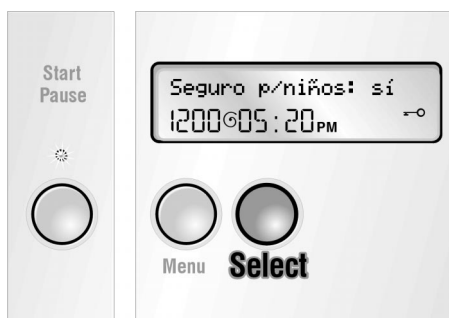 Start
Pause
Seguro p/niños: sí
1200 05:20PM
Menu
Select